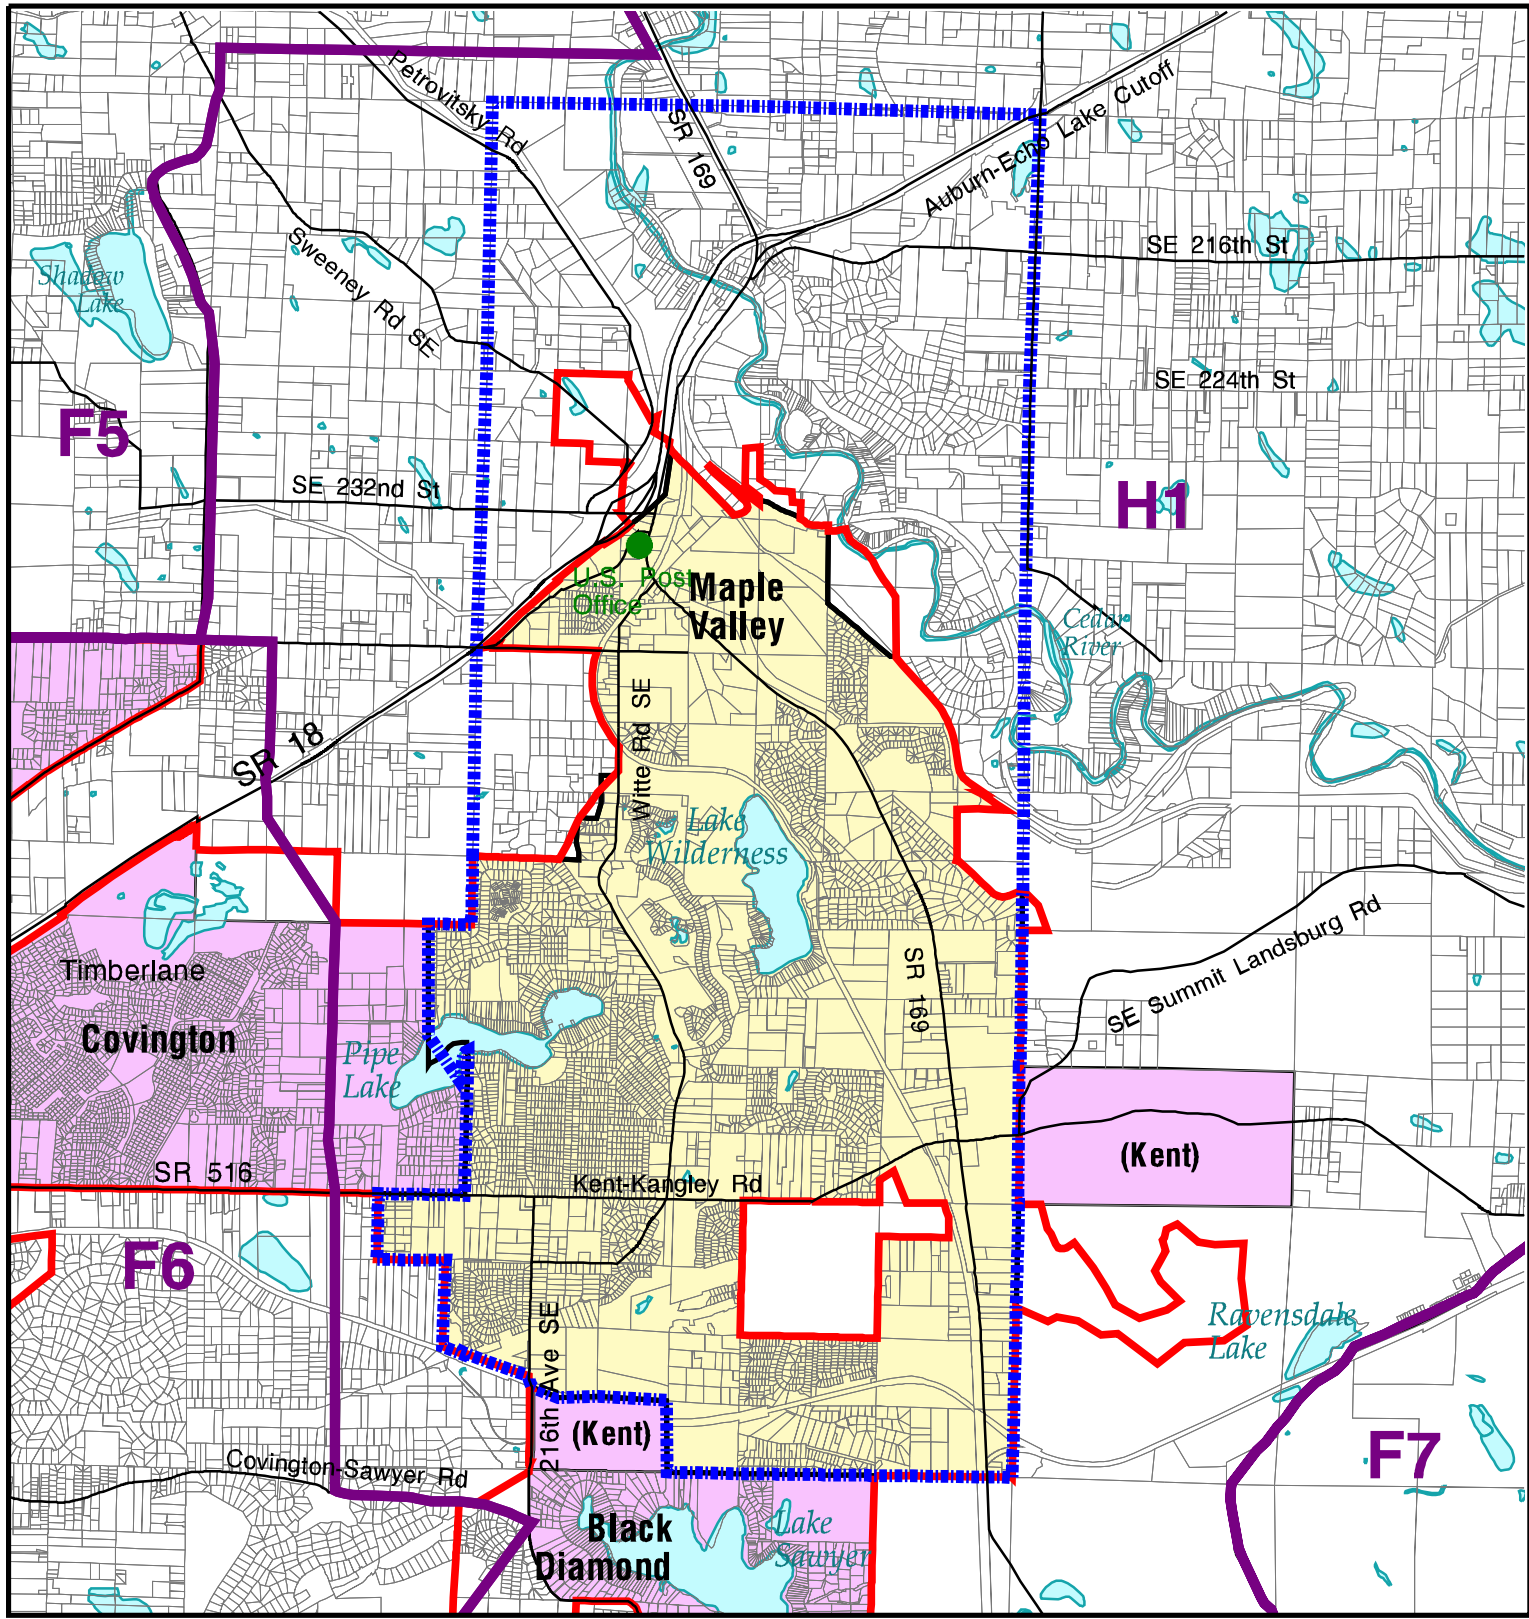 Petrovitsky Rd
SR 169
Auburn-Echo Lake Cutoff
SE 216th St
Sweeney Rd SE
Shadow
Lake
SE 224th St
F5
SE 232nd St
H1
U.S. Post
Office
Maple
Valley
Cedar
River
Witte Rd SE
SR 18
Lake
Wilderness
SE Summit Landsburg Rd
Timberlane
SR 169
Covington
Pipe
Lake
(Kent)
SR 516
Kent-Kangley Rd
F6
216th Ave SE
Ravensdale
Lake
(Kent)
F7
Covington-Sawyer Rd
Black
Diamond
Lake
Sawyer